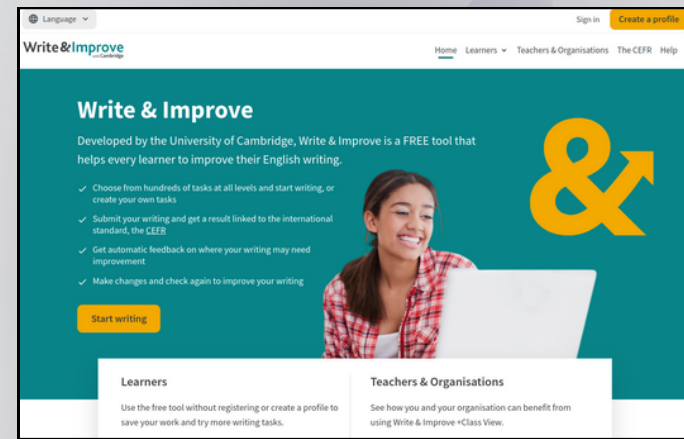 Language
Sign in
Create a profile
Write&Improve
with Cambridge
Home Learners Teachers & Organisations The CEFR Help
Write & Improve
Developed by the University of Cambridge, Write & Improve is a FREE tool that
helps every learner to improve their English writing.
Choose from hundreds of tasks at all levels and start writing, or
create your own tasks
Submit your writing and get a result linked to the international
standard, the CEFR
Get automatic feedback on where your writing may need
improvement
Make changes and check again to improve your writing
Start writing
&
Learners
Use the free tool without registering or create a profile to
save your work and try more writing tasks.
Teachers & Organisations
See how you and your organisation can benefit from
using Write & Improve +Class View.